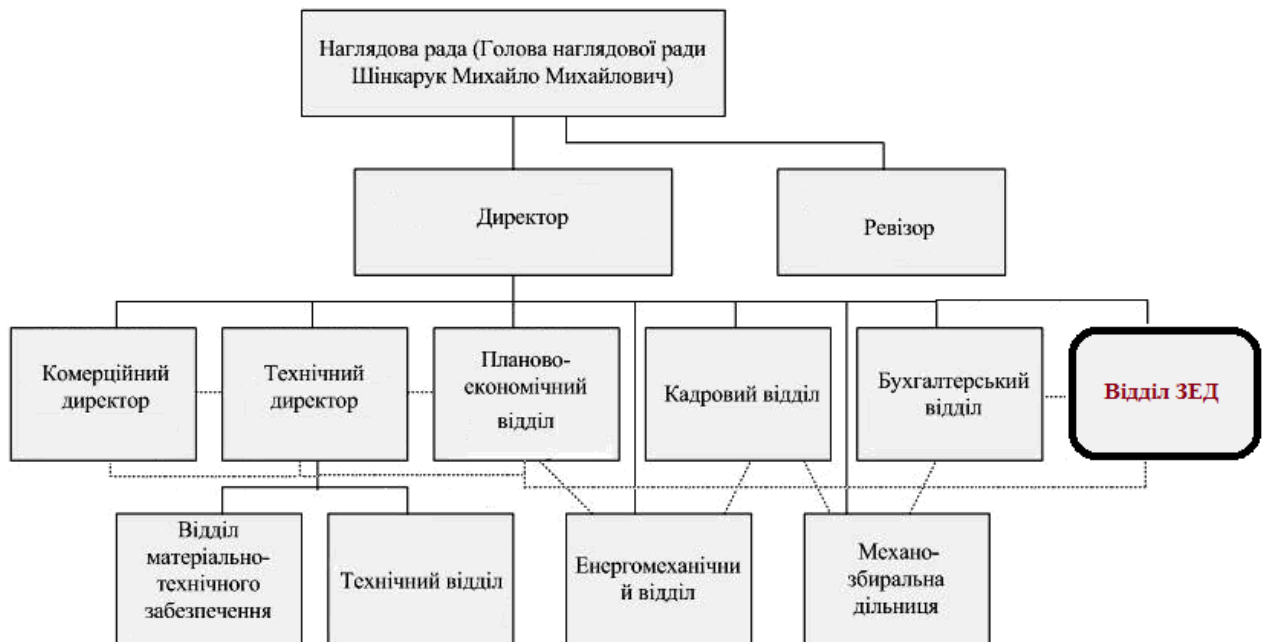 Наглядова рада (Голова наглядової ради
Шінкарук Михайло Михайлович)
Директор
Ревізор
Комерційний
директор
Технічний
директор
Планово-
економічний
відділ
Кадровий відділ
Бухгалтерський
відділ
Відділ ЗЕД
Відділ
матеріально-
технічного
забезпечення
Технічний відділ
Енергомеханічни
й відділ
Механо-
збиральна
дільниця